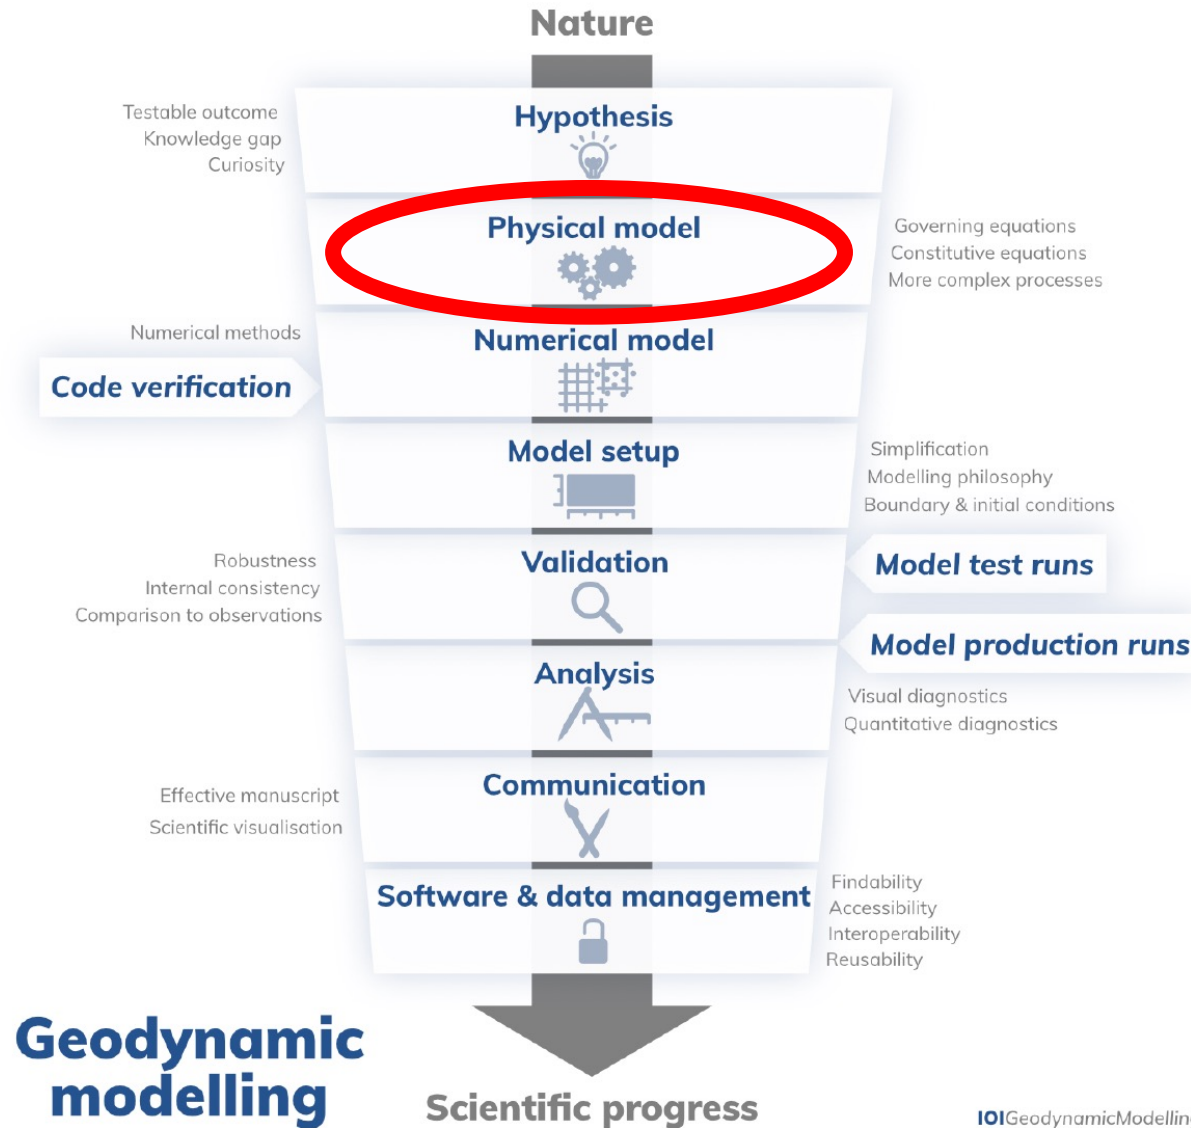 Nature
Testable outcome
Knowledge gap
Curiosity
Hypothesis
Physical model
Governing equations
Constitutive equations
More complex processes
Numerical methods
Code verification
Numerical model
Model setup
Simplification
Modelling philosophy
Boundary & initial conditions
Robustness
Internal consistency
Comparison to observations
Validation
Model test runs
Model production runs
Analysis
Visual diagnostics
Quantitative diagnostics
Effective manuscript
Scientific visualisation
Communication
Software & data management
Findability
Accessibility
Interoperability
Reusability
Geodynamic
modelling
Scientific progress
101GeodynamicModellin